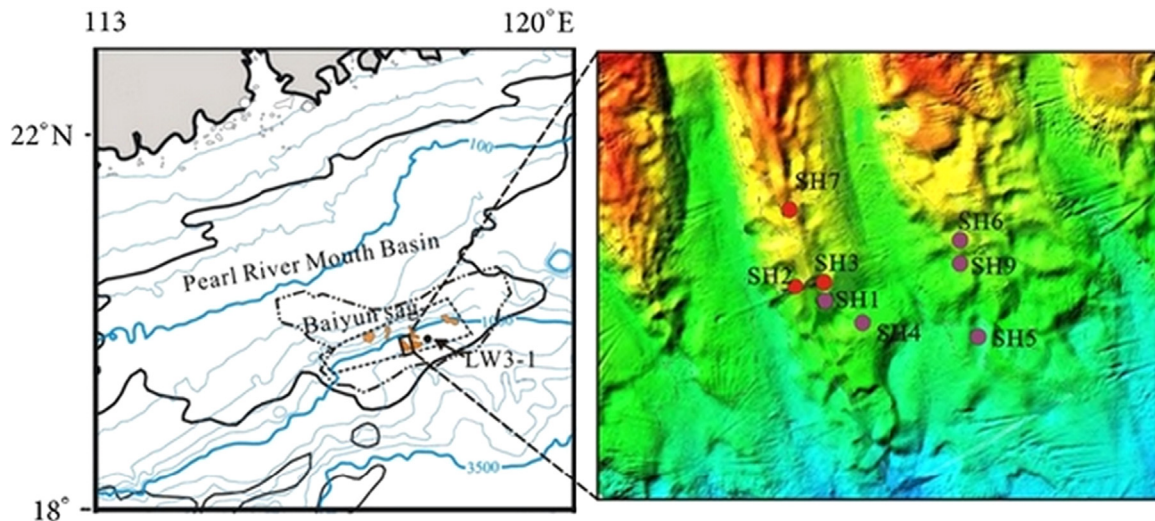 113
120°E
22°N
100
Pearl River Mouth Basin
Baiyun sag
1000
LW3-1
3500
18°
SH7
SH6
SH9
SH2
SH3
SH1
SH4
SH5